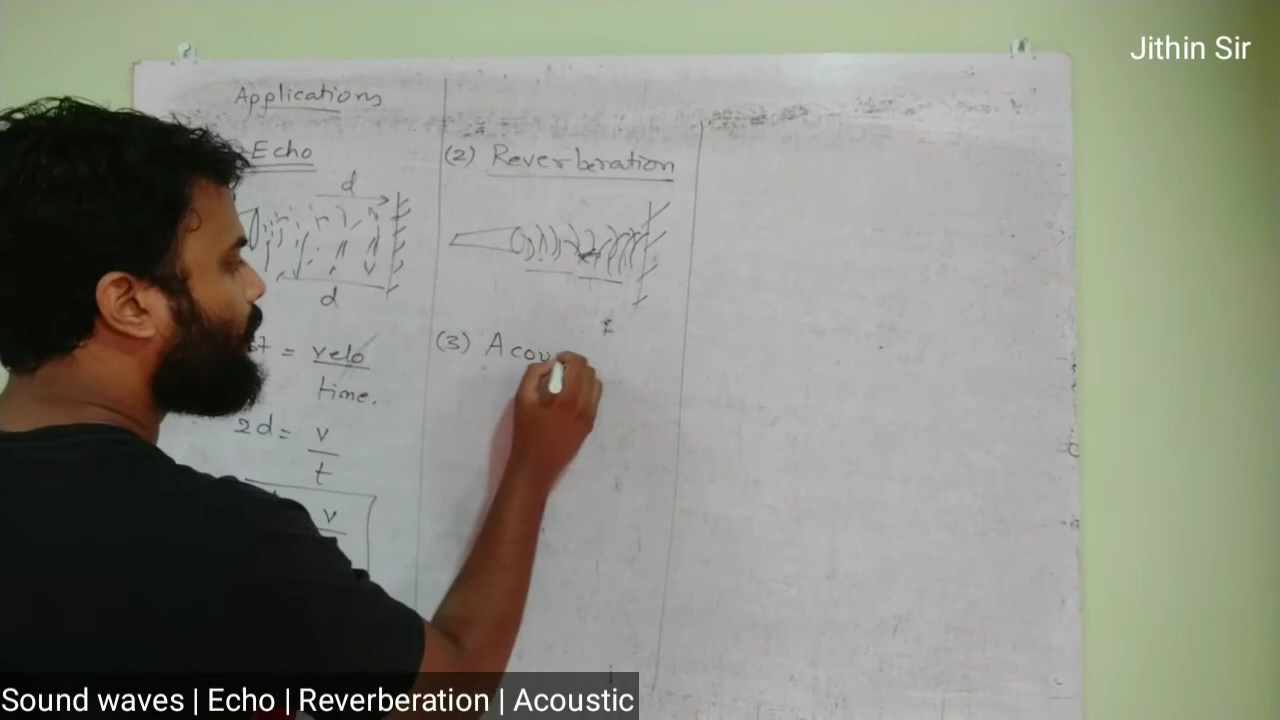 Jithin Sir
Applications
Echo
d
d
= velo
time.
2d = v
t
v
(2) Reverberation
(3) Acou
Sound waves | Echo | Reverberation | Acoustic